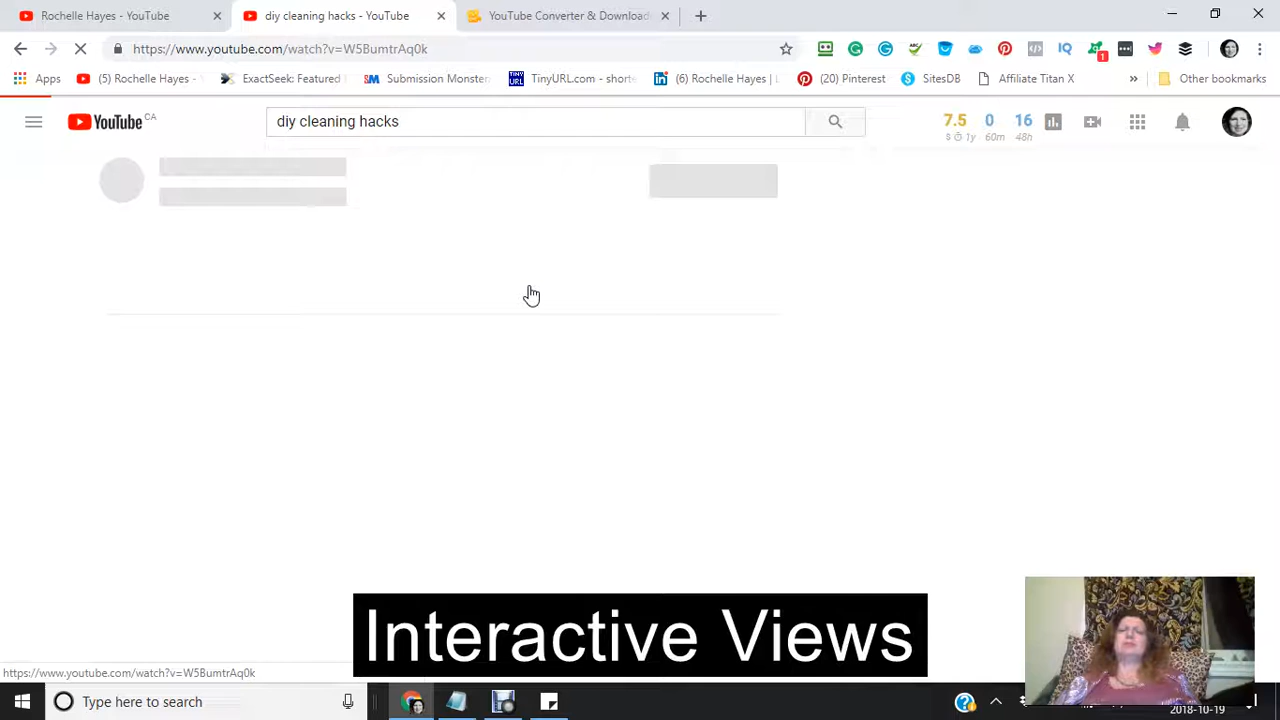 Rochelle Hayes - YouTube
diy cleaning hacks - YouTube
YouTube Converter & Download
https://www.youtube.com/watch?v=W5BumtrAq0k
1
Apps
(5) Rochelle Hayes -
ExactSeek: Featured
Submission Monster
TinyURL.com - short
(6) Rochelle Hayes |
(20) Pinterest
SitesDB
Affiliate Titan X
»
Other bookmarks
YouTube CA
diy cleaning hacks
7.5 0 16
1y 60m 48h
Interactive Views
https://www.youtube.com/watch?v=W5BumtrAq0k
Type here to search
2018-10-19